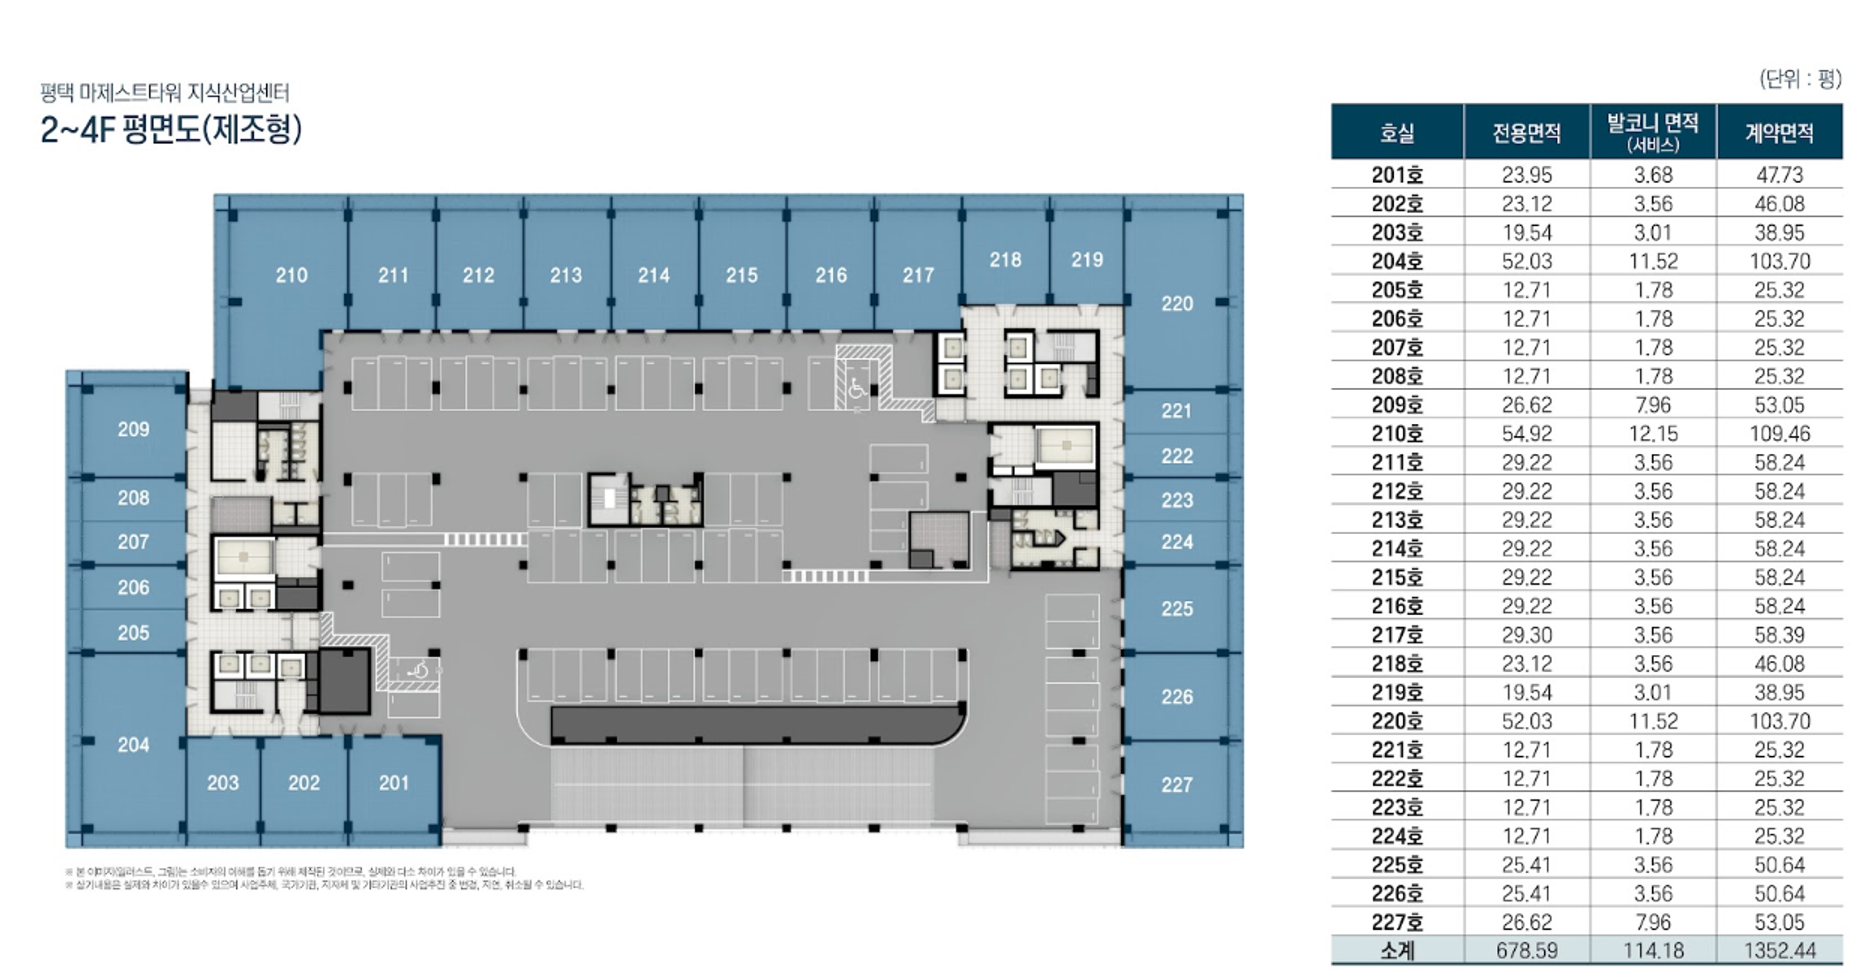 평택 마제스트타워 지식산업센터
2~4F 평면도(제조형)
210
211
212
213
214
215
216
217
218
219
220
209
208
207
206
205
204
203
202
201
221
222
223
224
225
226
227
※ 본 이미지(일러스트, 그림)는 소비자의 이해를 돕기 위해 제작된 것이므로, 실제와 다소 차이가 있을 수 있습니다.
※ 상기내용은 실제와 차이가 있을수 있으며 사업주체, 국가기관, 지자체 및 기타기관의 사업추진 중 변경, 지연, 취소될 수 있습니다.
(단위 : 평)
호실 전용면적 발코니 면적 (서비스) 계약면적
201호 23.95 3.68 47.73
202호 23.12 3.56 46.08
203호 19.54 3.01 38.95
204호 52.03 11.52 103.70
205호 12.71 1.78 25.32
206호 12.71 1.78 25.32
207호 12.71 1.78 25.32
208호 12.71 1.78 25.32
209호 26.62 7.96 53.05
210호 54.92 12.15 109.46
211호 29.22 3.56 58.24
212호 29.22 3.56 58.24
213호 29.22 3.56 58.24
214호 29.22 3.56 58.24
215호 29.22 3.56 58.24
216호 29.22 3.56 58.24
217호 29.30 3.56 58.39
218호 23.12 3.56 46.08
219호 19.54 3.01 38.95
220호 52.03 11.52 103.70
221호 12.71 1.78 25.32
222호 12.71 1.78 25.32
223호 12.71 1.78 25.32
224호 12.71 1.78 25.32
225호 25.41 3.56 50.64
226호 25.41 3.56 50.64
227호 26.62 7.96 53.05
소계 678.59 114.18 1352.44